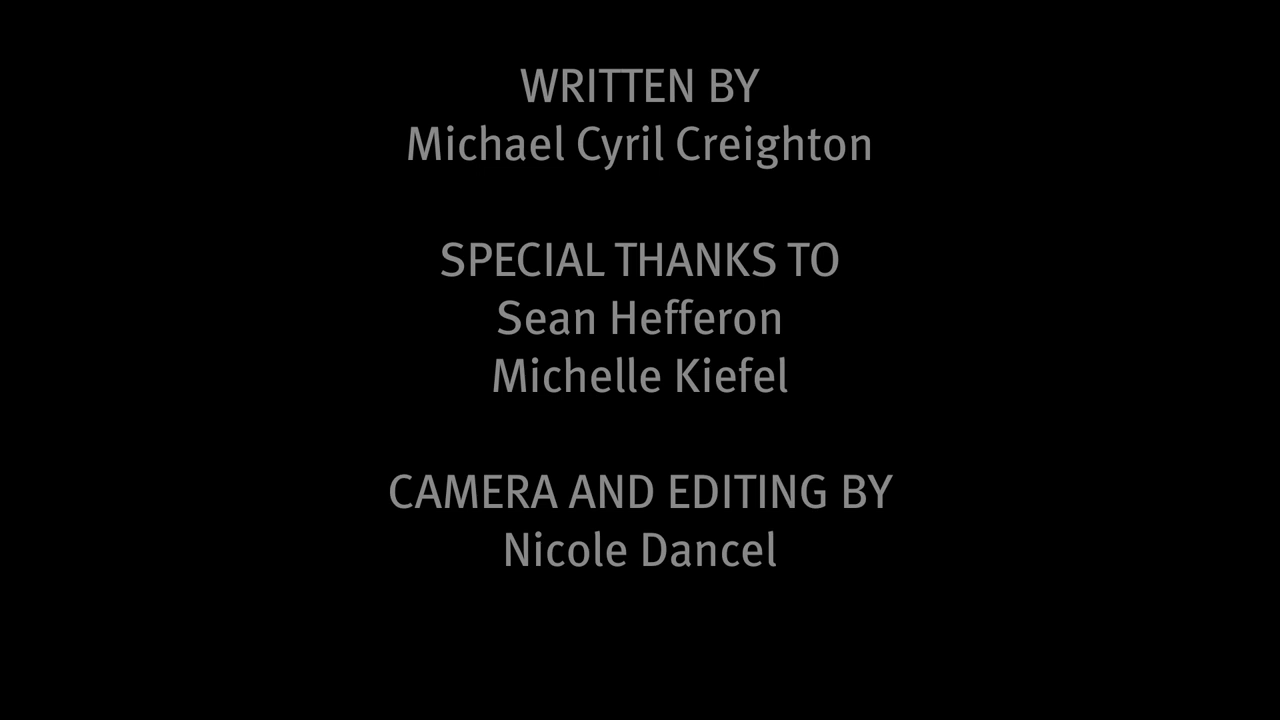 WRITTEN BY
Michael Cyril Creighton
SPECIAL THANKS TO
Sean Hefferon
Michelle Kiefel
CAMERA AND EDITING BY
Nicole Dancel